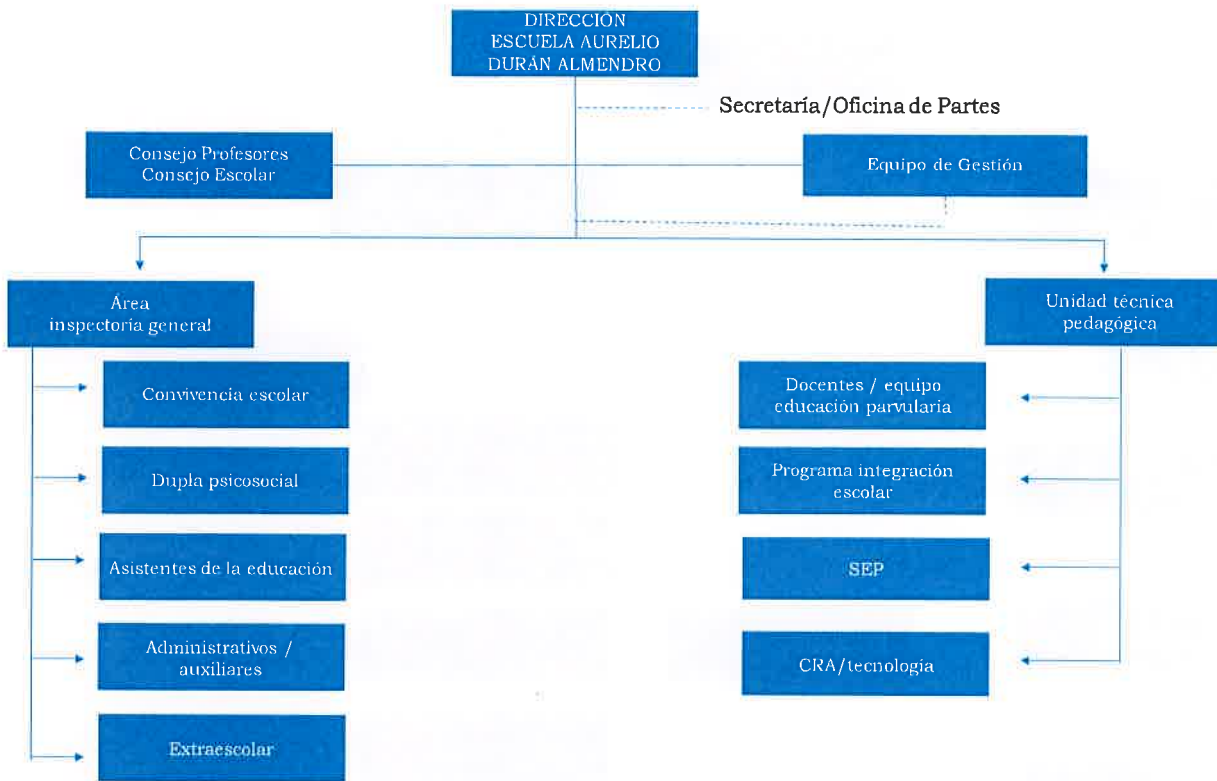 DIRECCIÓN
ESCUELA AURELIO
DURÁN ALMENDRO
Secretaría/Oficina de Partes
Consejo Profesores
Consejo Escolar
Equipo de Gestión
Área
inspectoría general
Unidad técnica
pedagógica
Convivencia escolar
Dupla psicosocial
Asistentes de la educación
Administrativos /
auxiliares
Extraescolar
Docentes / equipo
educación parvularia
Programa integración
escolar
SEP
CRA/tecnología